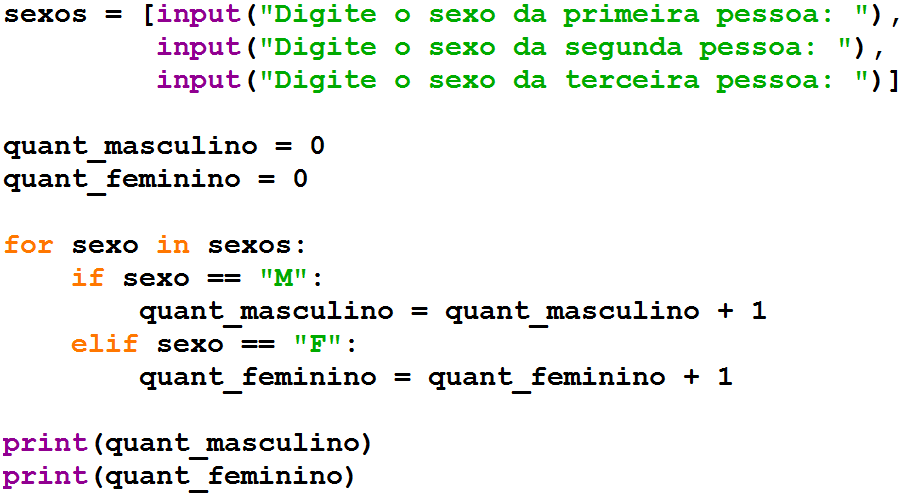 sexos = [input("Digite o sexo da primeira pessoa: "),
         input("Digite o sexo da segunda pessoa: "),
         input("Digite o sexo da terceira pessoa: ")]

quant_masculino = 0
quant_feminino = 0

for sexo in sexos:
    if sexo == "M":
        quant_masculino = quant_masculino + 1
    elif sexo == "F":
        quant_feminino = quant_feminino + 1

print(quant_masculino)
print(quant_feminino)